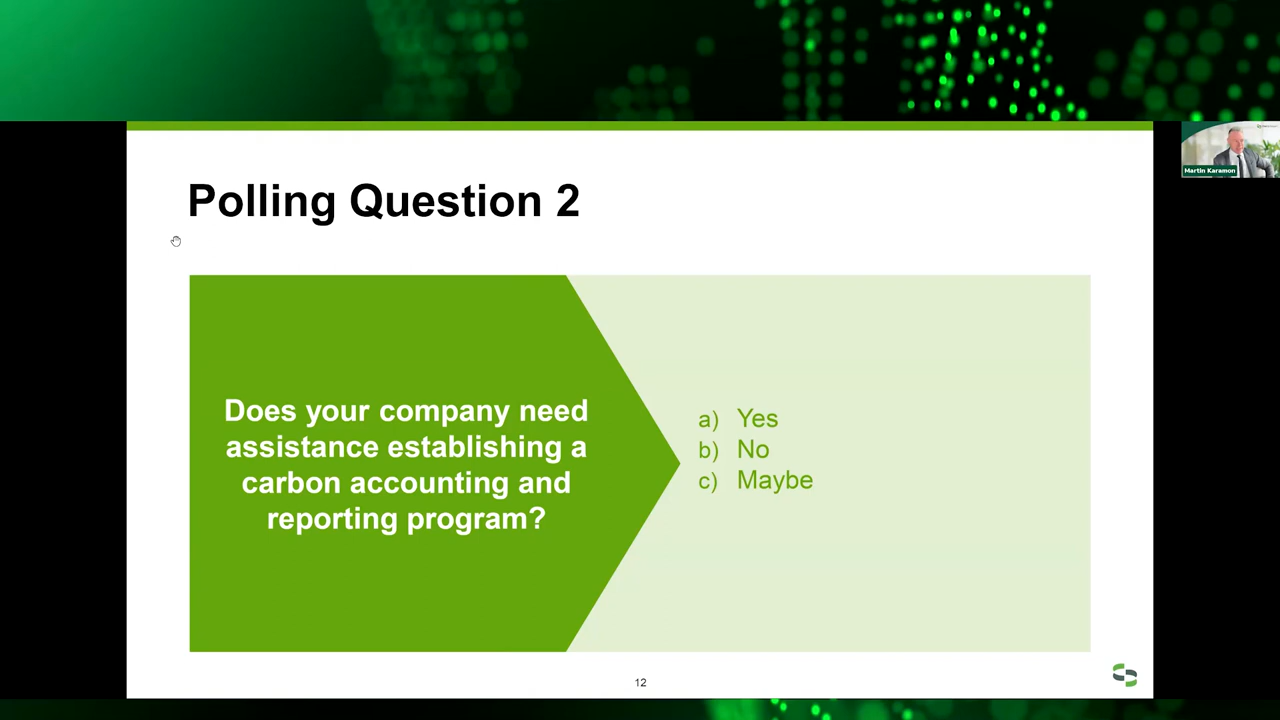 Polling Question 2
Martin Karamon
Does your company need
assistance establishing a
carbon accounting and
reporting program?
a) Yes
b) No
c) Maybe
12